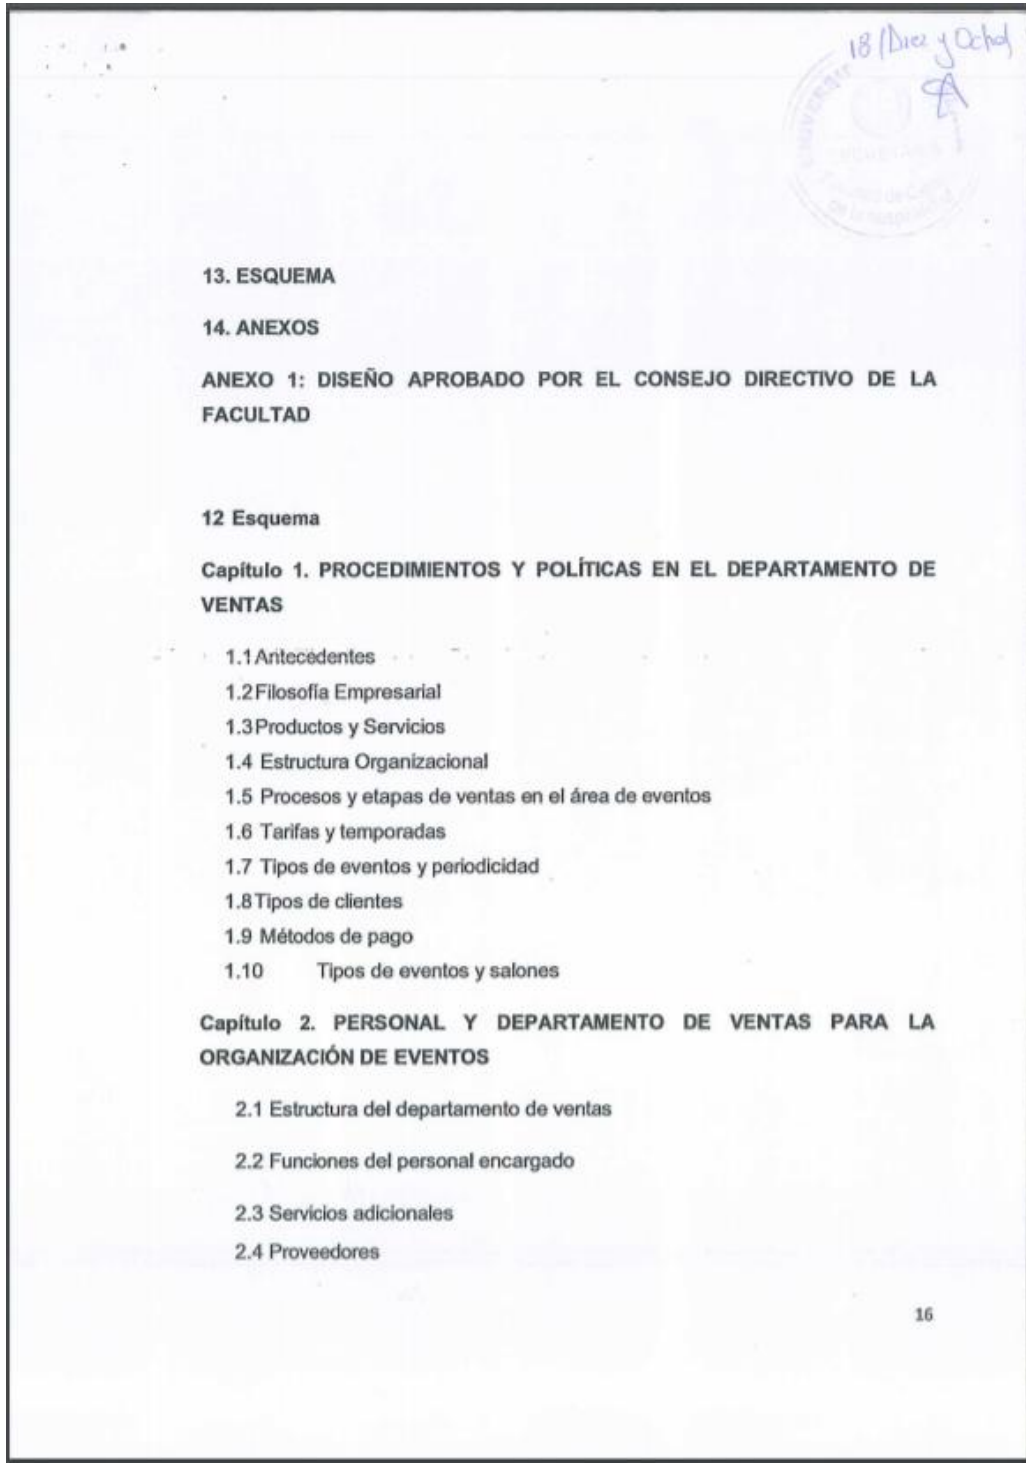 18 (Diez y Ocho)
13. ESQUEMA
14. ANEXOS
ANEXO 1: DISEÑO APROBADO POR EL CONSEJO DIRECTIVO DE LA
FACULTAD
12 Esquema
Capítulo 1. PROCEDIMIENTOS Y POLÍTICAS EN EL DEPARTAMENTO DE
VENTAS
1.1 Antecedentes
1.2 Filosofía Empresarial
1.3 Productos y Servicios
1.4 Estructura Organizacional
1.5 Procesos y etapas de ventas en el área de eventos
1.6 Tarifas y temporadas
1.7 Tipos de eventos y periodicidad
1.8 Tipos de clientes
1.9 Métodos de pago
1.10 Tipos de eventos y salones
Capítulo 2. PERSONAL Y DEPARTAMENTO DE VENTAS PARA LA
ORGANIZACIÓN DE EVENTOS
2.1 Estructura del departamento de ventas
2.2 Funciones del personal encargado
2.3 Servicios adicionales
2.4 Proveedores
16